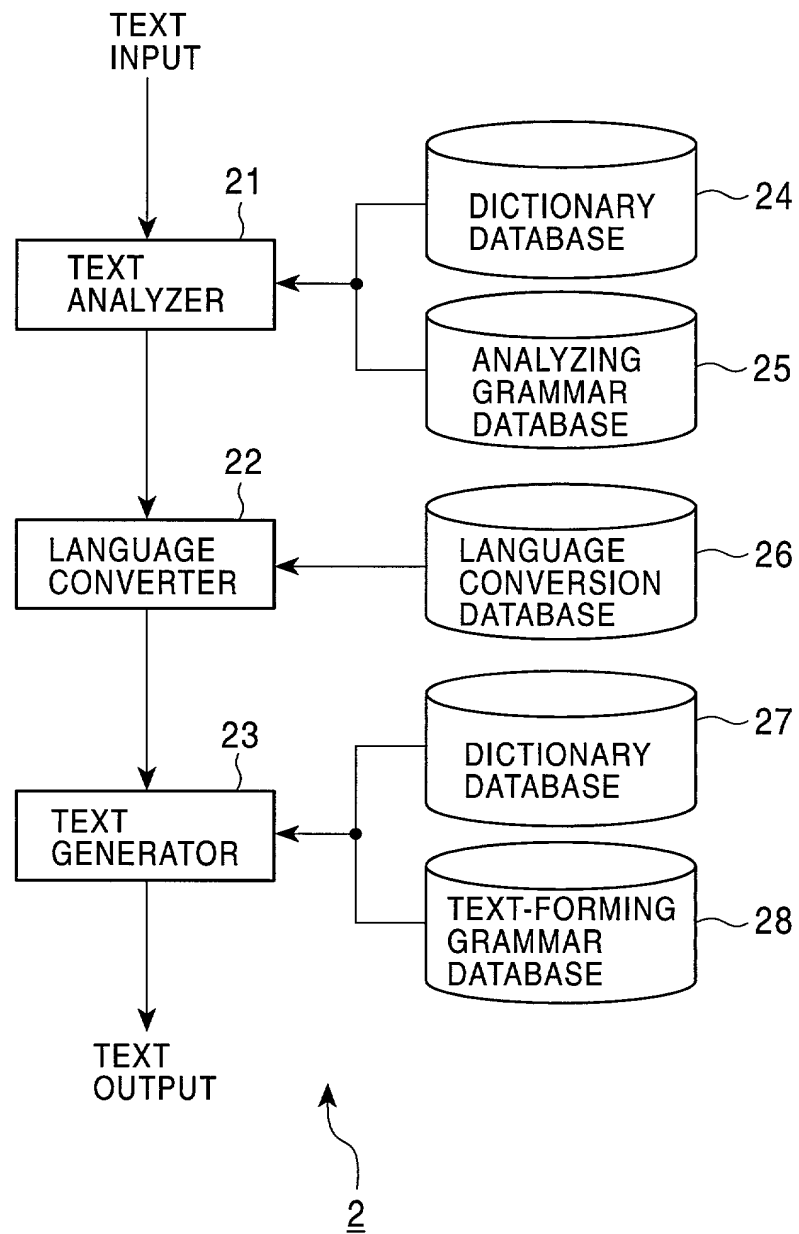 TEXT
INPUT
21
TEXT
ANALYZER
DICTIONARY
DATABASE
24
ANALYZING
GRAMMAR
DATABASE
25
22
LANGUAGE
CONVERTER
LANGUAGE
CONVERSION
DATABASE
26
23
TEXT
GENERATOR
DICTIONARY
DATABASE
27
TEXT-FORMING
GRAMMAR
DATABASE
28
TEXT
OUTPUT
2